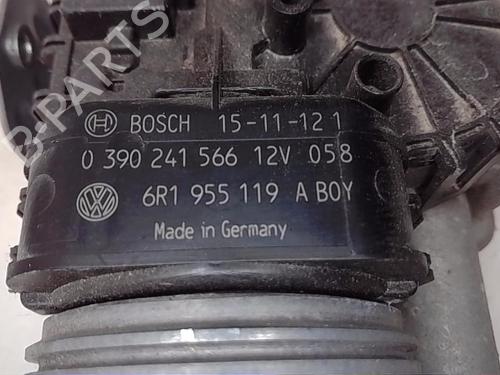 B-PARTS
BOSCH 15-11-12 1
0 390 241 566 12V 058
6R1 955 119 A BOY
Made in Germany